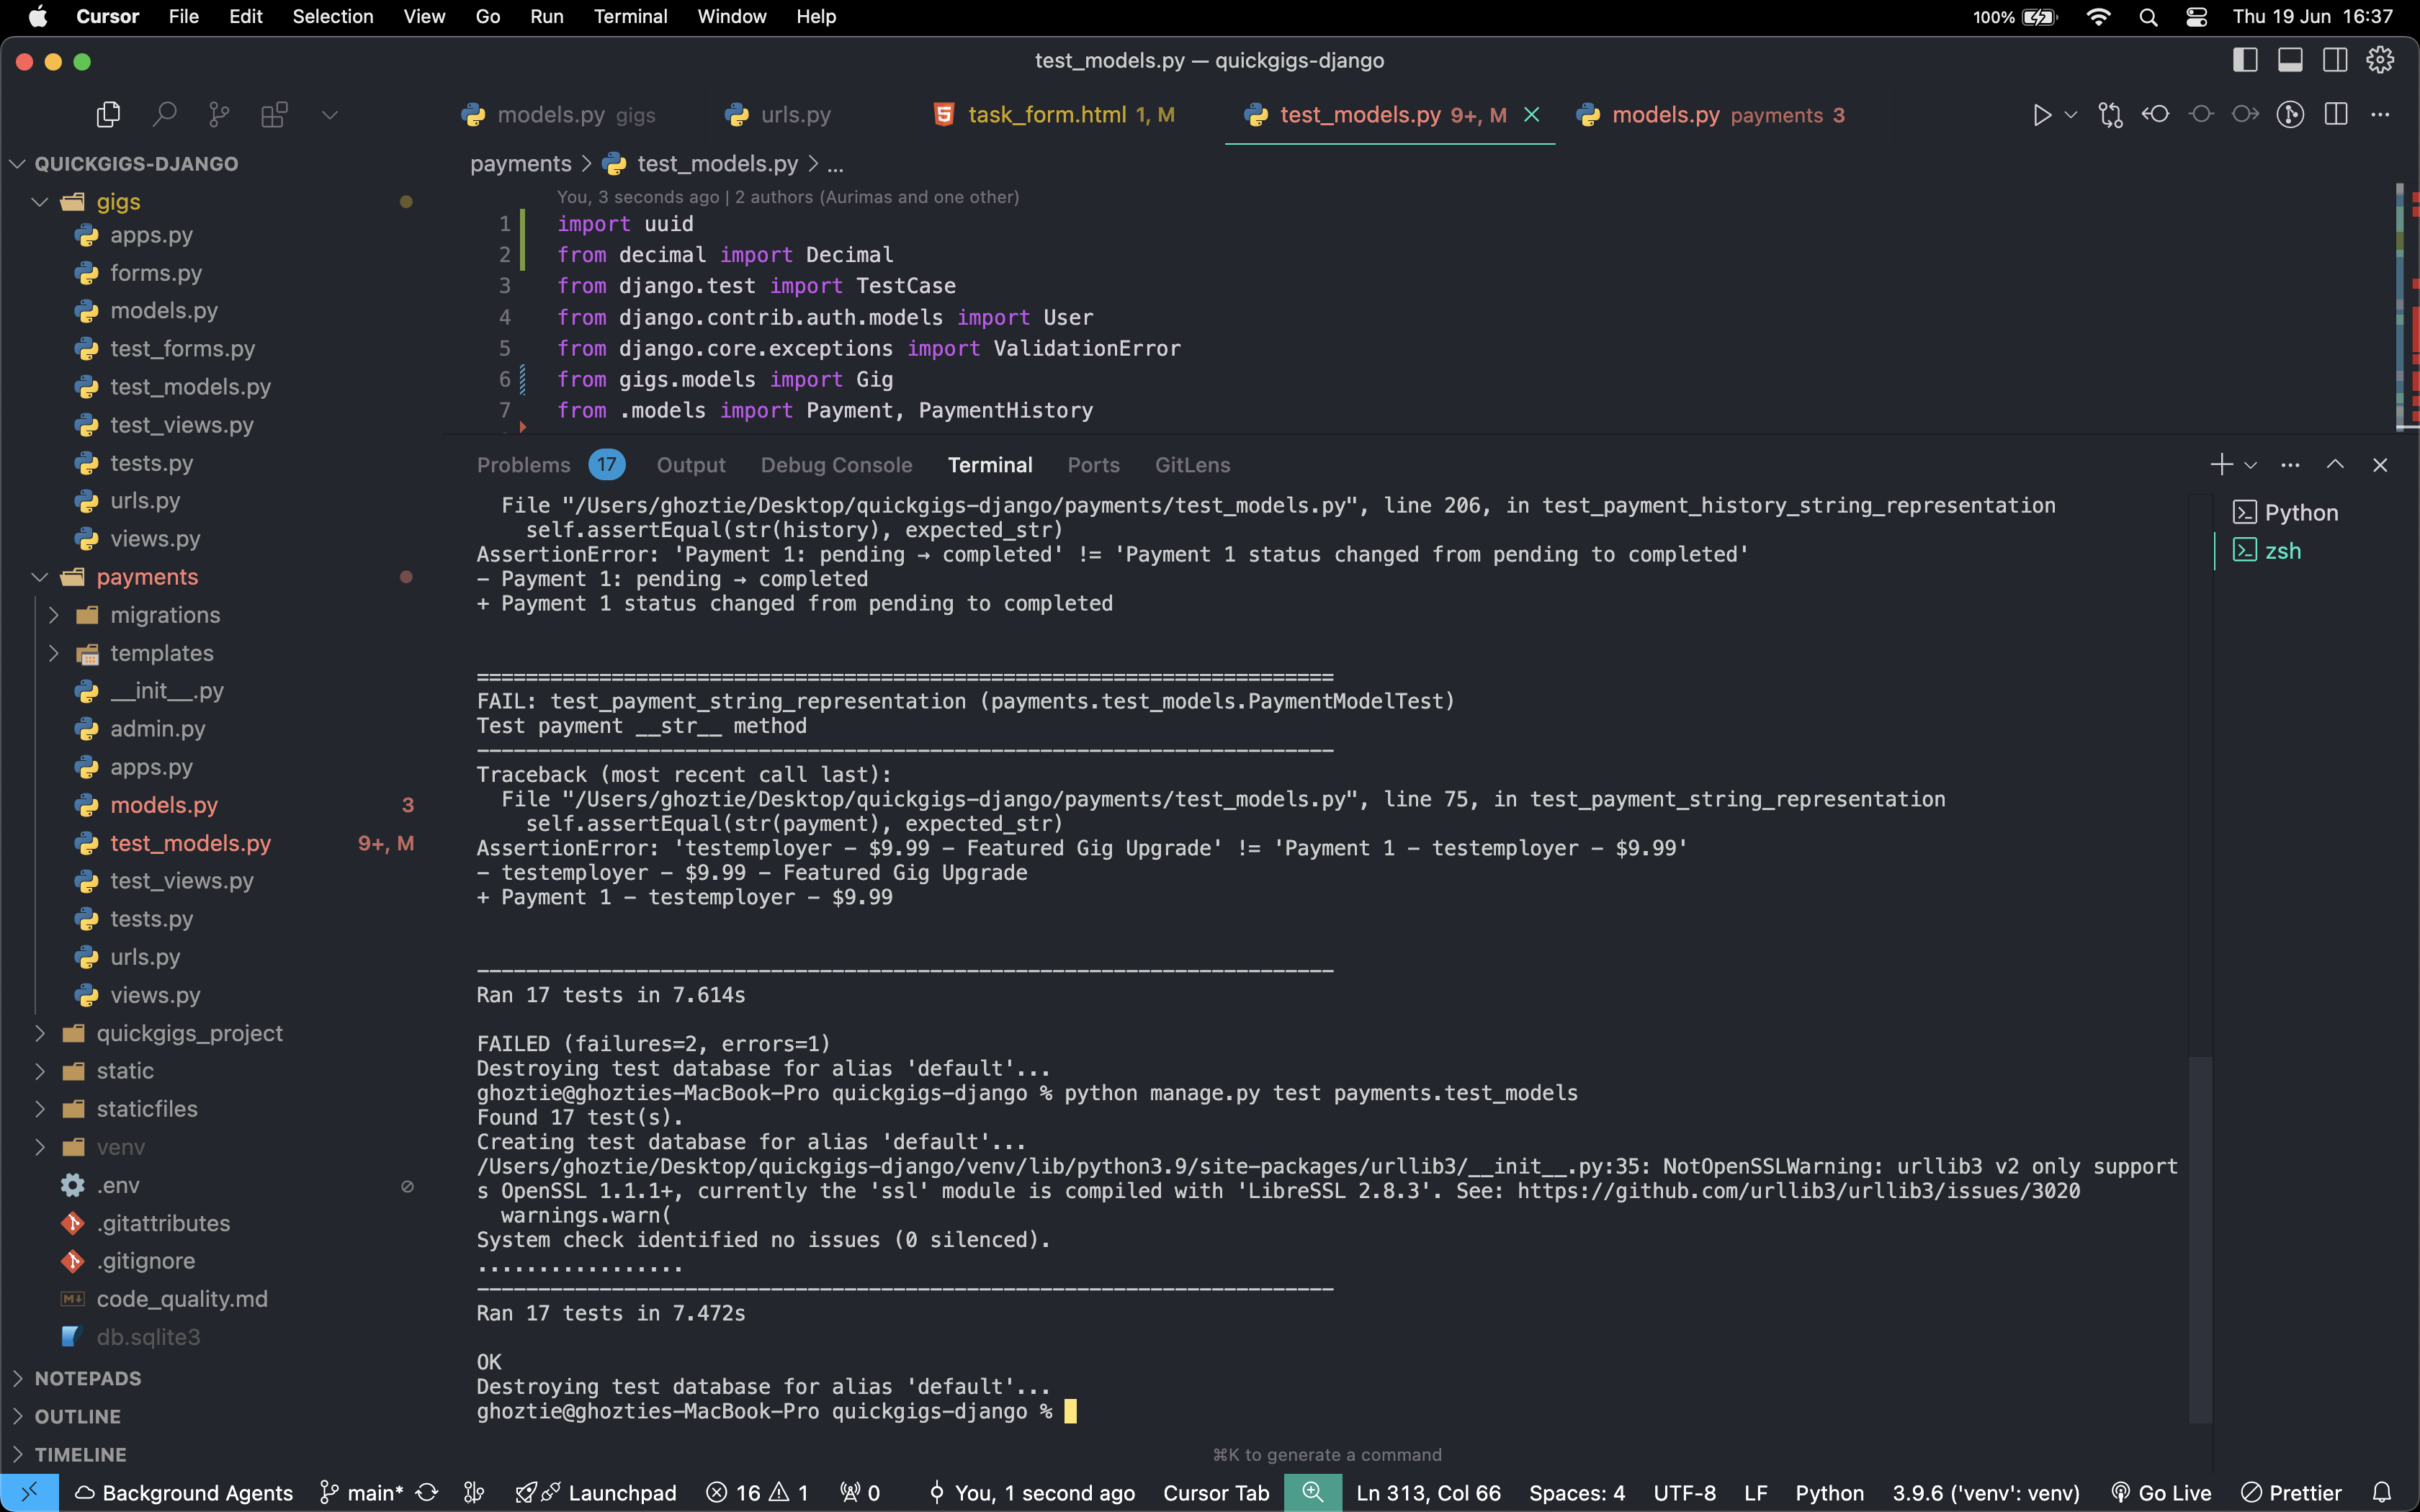 Cursor File Edit Selection View Go Run Terminal Window Help 100% Thu 19 Jun 16:37
test_models.py — quickgigs-django
models.py gigs urls.py task_form.html 1, M test_models.py 9+, M models.py payments 3
QUICKGIGS-DJANGO
gigs
apps.py
forms.py
models.py
test_forms.py
test_models.py
test_views.py
tests.py
urls.py
views.py
payments
migrations
templates
__init__.py
admin.py
apps.py
models.py 3
test_models.py 9+, M
test_views.py
tests.py
urls.py
views.py
quickgigs_project
static
staticfiles
venv
.env
.gitattributes
.gitignore
code_quality.md
db.sqlite3
NOTEPADS
OUTLINE
TIMELINE
payments > test_models.py > ...
You, 3 seconds ago | 2 authors (Aurimas and one other)
1 import uuid
2 from decimal import Decimal
3 from django.test import TestCase
4 from django.contrib.auth.models import User
5 from django.core.exceptions import ValidationError
6 from gigs.models import Gig
7 from .models import Payment, PaymentHistory
Problems 17 Output Debug Console Terminal Ports GitLens
Python
zsh
File "/Users/ghoztie/Desktop/quickgigs-django/payments/test_models.py", line 206, in test_payment_history_string_representation
self.assertEqual(str(history), expected_str)
AssertionError: 'Payment 1: pending → completed' != 'Payment 1 status changed from pending to completed'
- Payment 1: pending → completed
+ Payment 1 status changed from pending to completed
======================================================================
FAIL: test_payment_string_representation (payments.test_models.PaymentModelTest)
Test payment __str__ method
----------------------------------------------------------------------
Traceback (most recent call last):
File "/Users/ghoztie/Desktop/quickgigs-django/payments/test_models.py", line 75, in test_payment_string_representation
self.assertEqual(str(payment), expected_str)
AssertionError: 'testemployer - $9.99 - Featured Gig Upgrade' != 'Payment 1 - testemployer - $9.99'
- testemployer - $9.99 - Featured Gig Upgrade
+ Payment 1 - testemployer - $9.99
----------------------------------------------------------------------
Ran 17 tests in 7.614s
FAILED (failures=2, errors=1)
Destroying test database for alias 'default'...
ghoztie@ghozties-MacBook-Pro quickgigs-django % python manage.py test payments.test_models
Found 17 test(s).
Creating test database for alias 'default'...
/Users/ghoztie/Desktop/quickgigs-django/venv/lib/python3.9/site-packages/urllib3/__init__.py:35: NotOpenSSLWarning: urllib3 v2 only support
s OpenSSL 1.1.1+, currently the 'ssl' module is compiled with 'LibreSSL 2.8.3'. See: https://github.com/urllib3/urllib3/issues/3020
warnings.warn(
System check identified no issues (0 silenced).
.................
----------------------------------------------------------------------
Ran 17 tests in 7.472s
OK
Destroying test database for alias 'default'...
ghoztie@ghozties-MacBook-Pro quickgigs-django %
⌘K to generate a command
Background Agents main* Launchpad 16 1 0 You, 1 second ago Cursor Tab Ln 313, Col 66 Spaces: 4 UTF-8 LF Python 3.9.6 ('venv': venv) Go Live Prettier